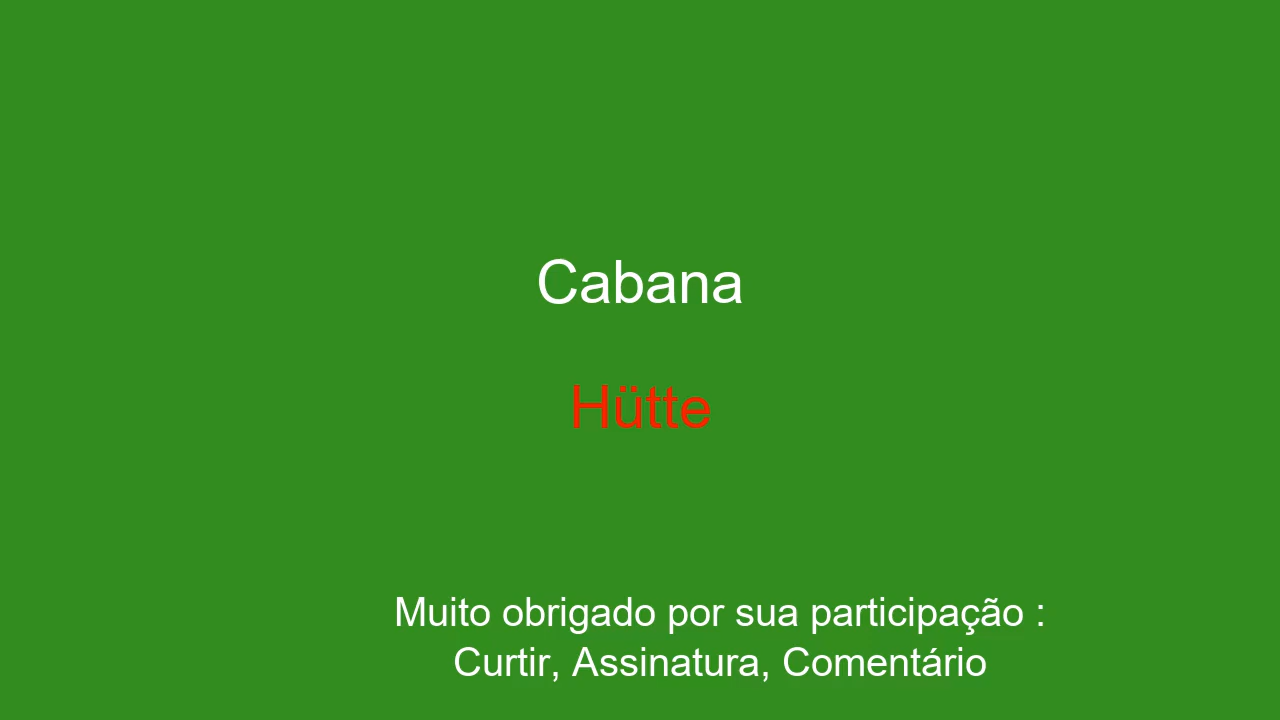 Cabana
Hütte
Muito obrigado por sua participação :
Curtir, Assinatura, Comentário